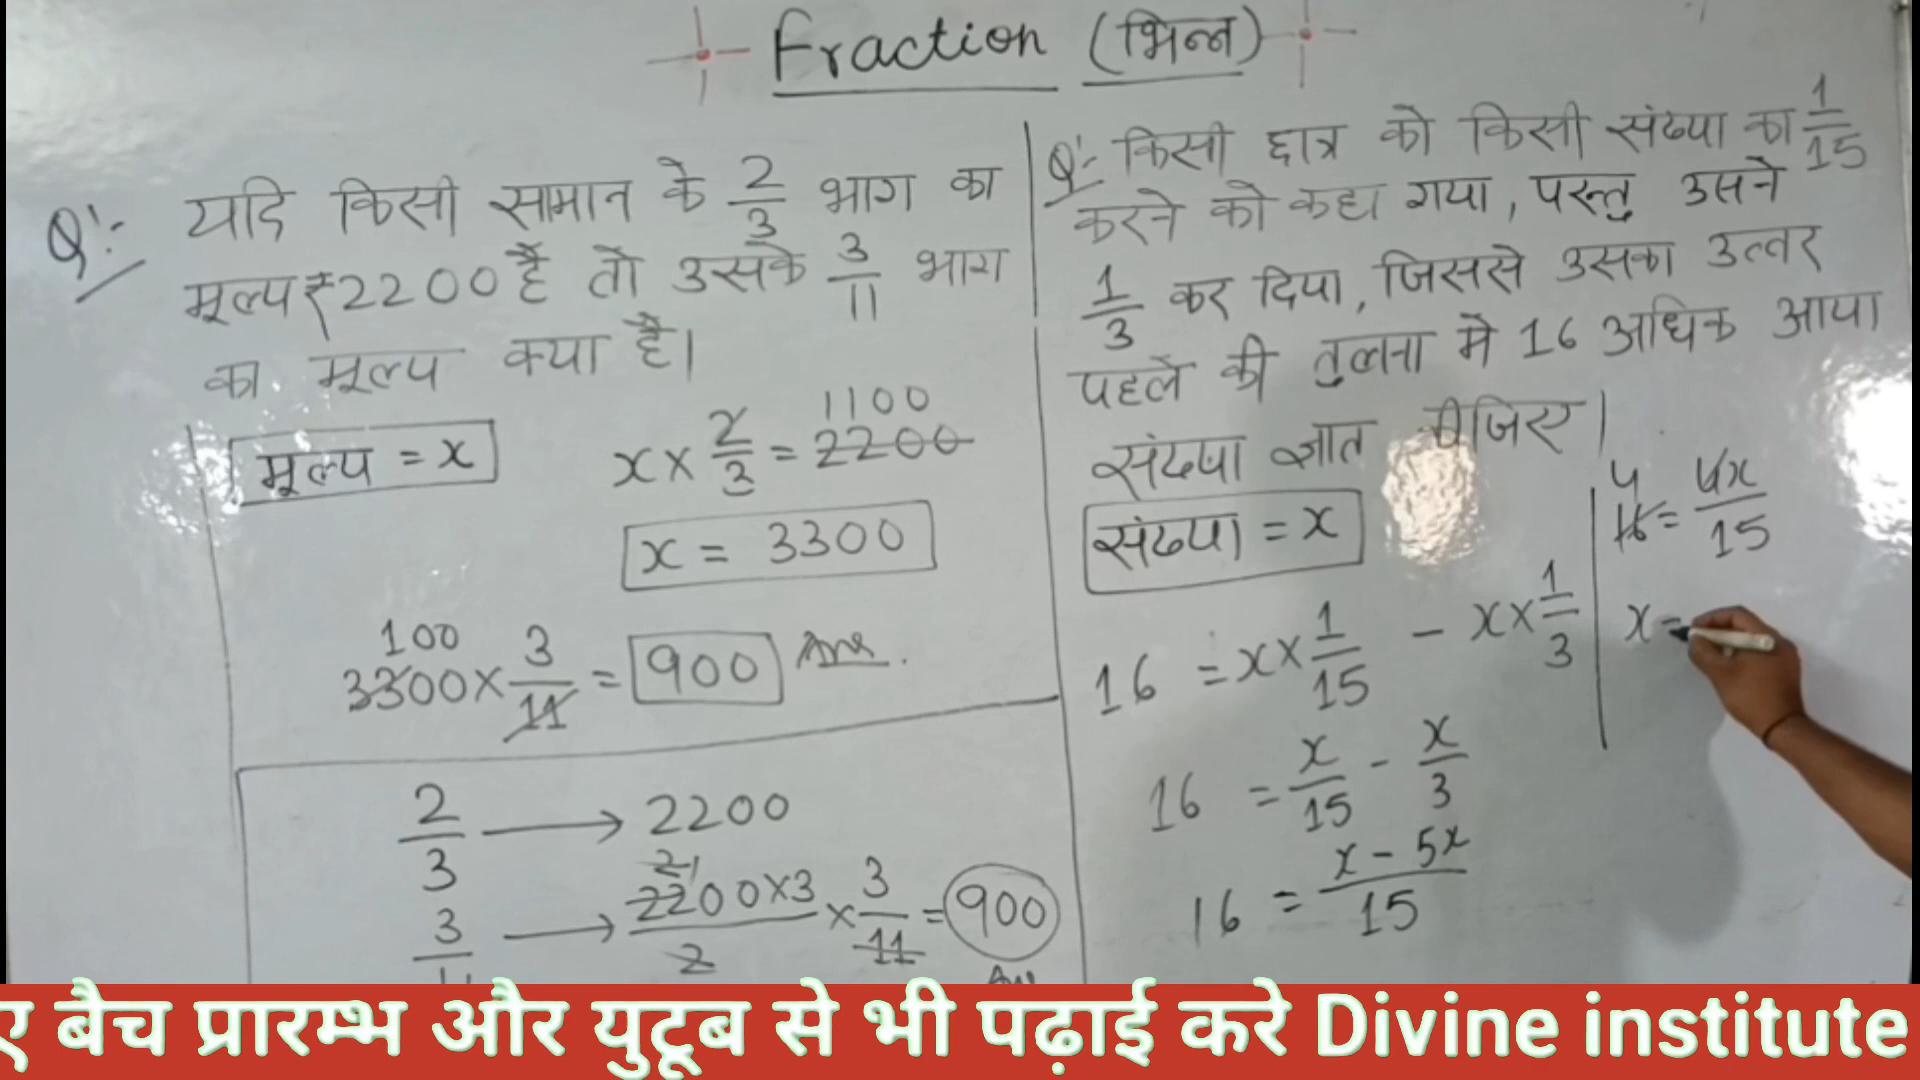 Fraction (भिन्न)
Q:- यदि किसी सामान के 2/3 भाग का
मूल्य ₹2200 है तो उसके 3/11 भाग
का मूल्य क्या है।
मूल्य = x
x × 2/3 = 2200
1100
x = 3300
100
3300 × 3/11 = 900 Ans.
2/3 → 2200
3/11 → 2200×3/2 × 3/11 = 900
Q:- किसी छात्र को किसी संख्या का 1/15
करने को कहा गया, परन्तु उसने
1/3 कर दिया, जिससे उसका उत्तर
पहले की तुलना मे 16 अधिक आया
संख्या ज्ञात कीजिए।
संख्या = x
16 = x × 1/15 - x × 1/3
16 = x/15 - x/3
16 = x - 5x/15
4
16 = 4x/15
x =
ए बैच प्रारम्भ और युटूब से भी पढ़ाई करे Divine institute